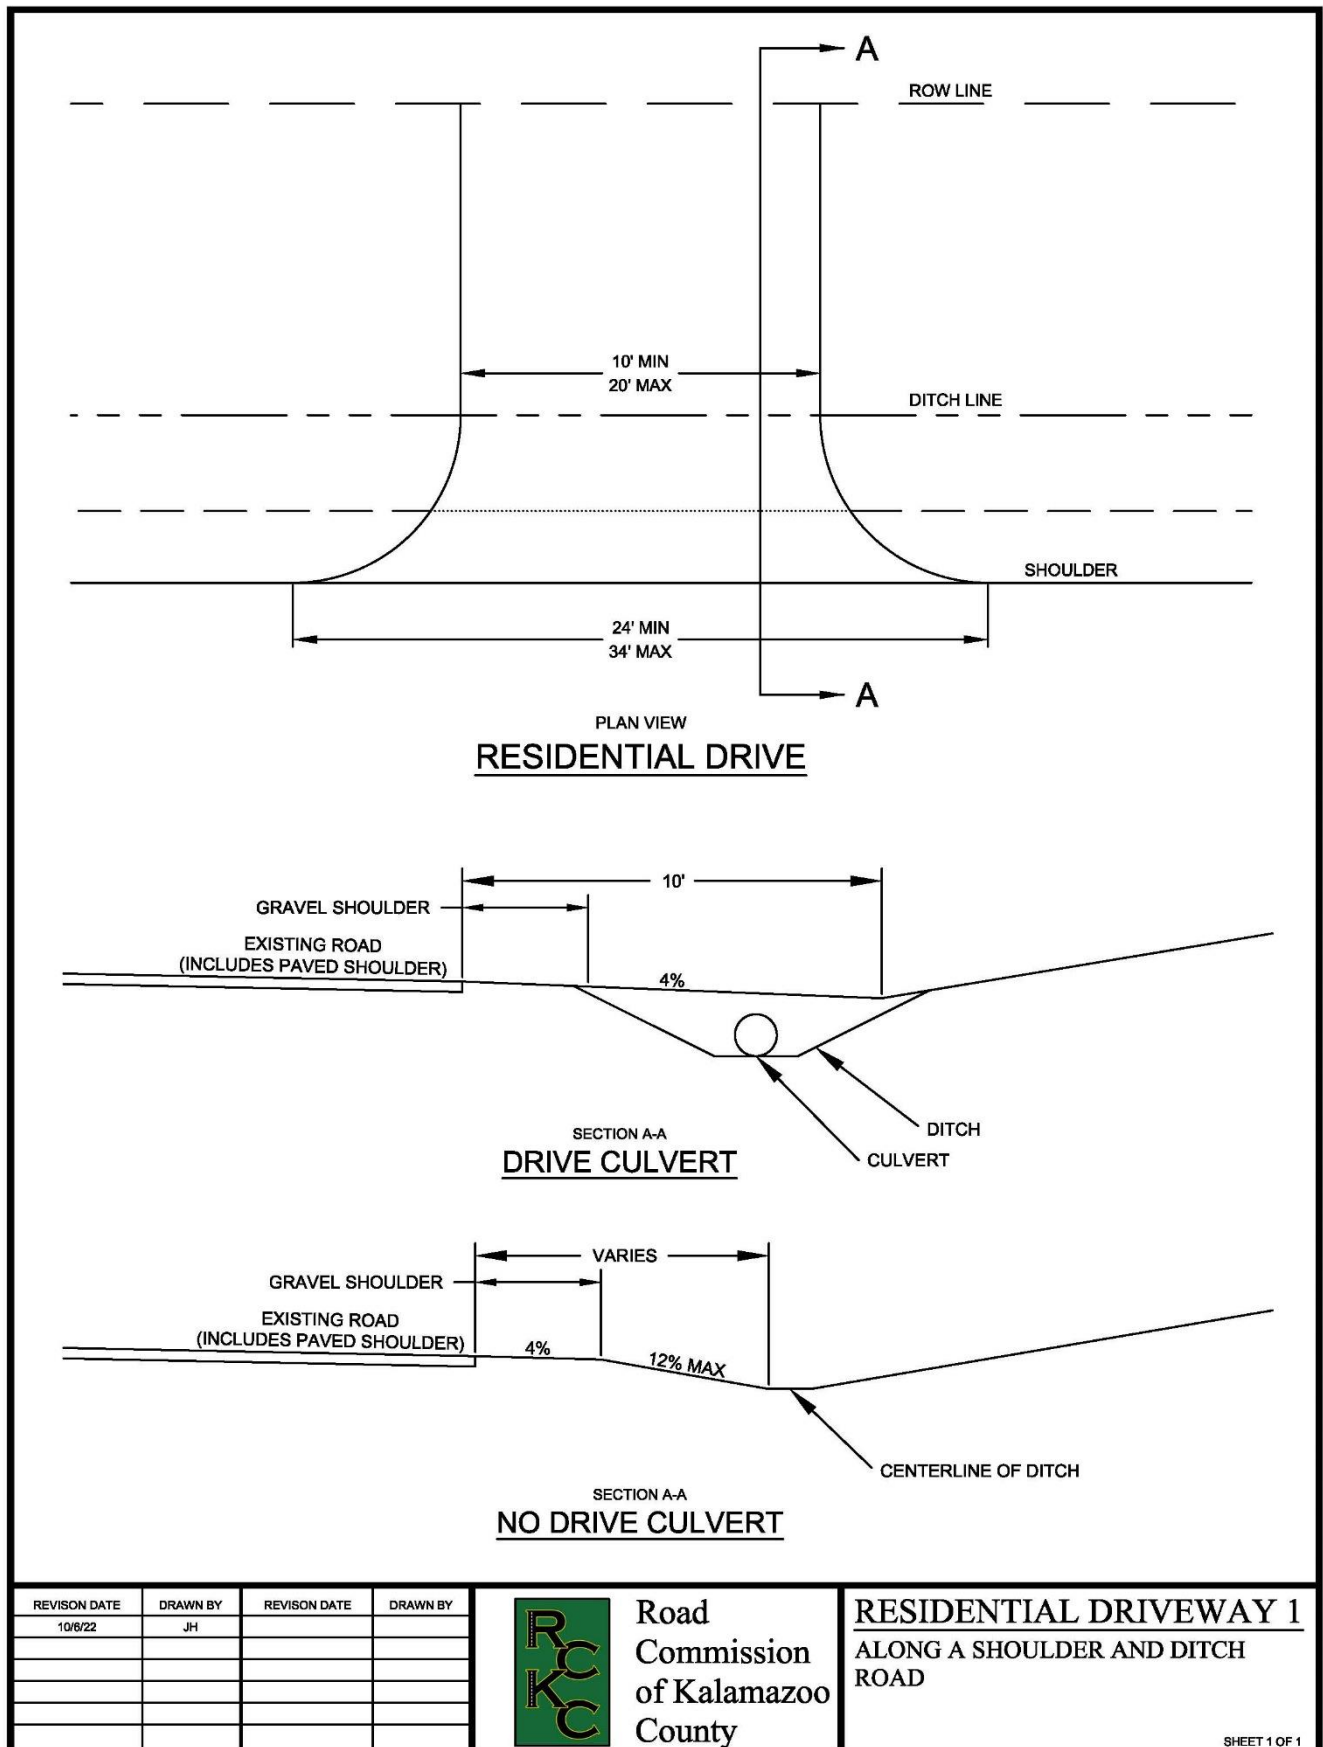 A
ROW LINE
10' MIN
20' MAX
DITCH LINE
SHOULDER
24' MIN
34' MAX
A
PLAN VIEW
RESIDENTIAL DRIVE
10'
GRAVEL SHOULDER
EXISTING ROAD
(INCLUDES PAVED SHOULDER)
4%
DITCH
CULVERT
SECTION A-A
DRIVE CULVERT
VARIES
GRAVEL SHOULDER
EXISTING ROAD
(INCLUDES PAVED SHOULDER)
4%
12% MAX
CENTERLINE OF DITCH
SECTION A-A
NO DRIVE CULVERT
REVISON DATE DRAWN BY REVISON DATE DRAWN BY
10/6/22 JH
RCKC
Road
Commission
of Kalamazoo
County
RESIDENTIAL DRIVEWAY 1
ALONG A SHOULDER AND DITCH
ROAD
SHEET 1 OF 1